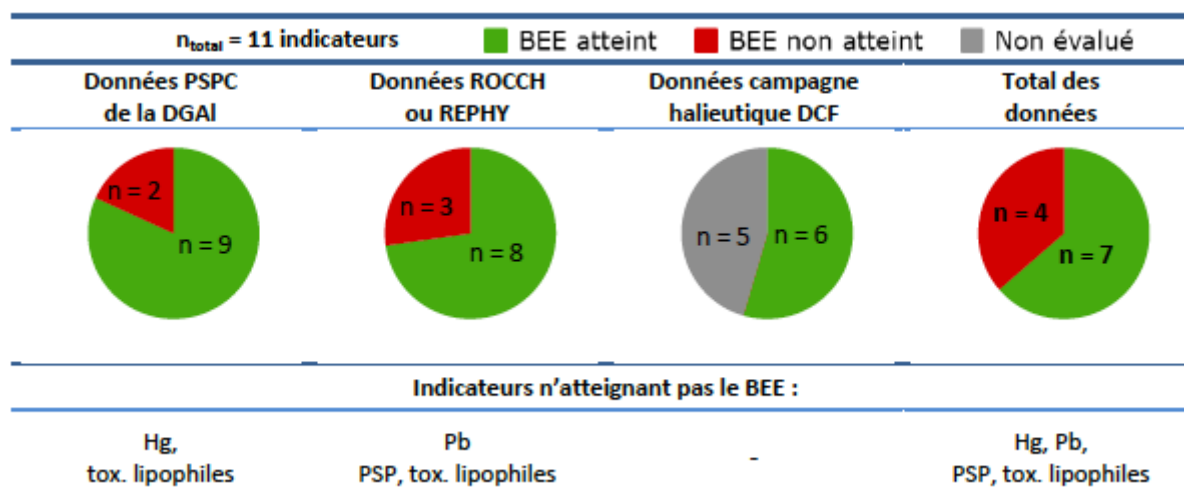 n_total = 11 indicateurs BEE atteint BEE non atteint Non évalué
Données PSPC Données ROCCH Données campagne Total des
de la DGAl ou REPHY halieutique DCF données
n = 2 n = 3 n = 5 n = 6 n = 4
n = 9 n = 8 n = 7
Indicateurs n’atteignant pas le BEE :
Hg, Pb - Hg, Pb,
tox. lipophiles PSP, tox. lipophiles PSP, tox. lipophiles